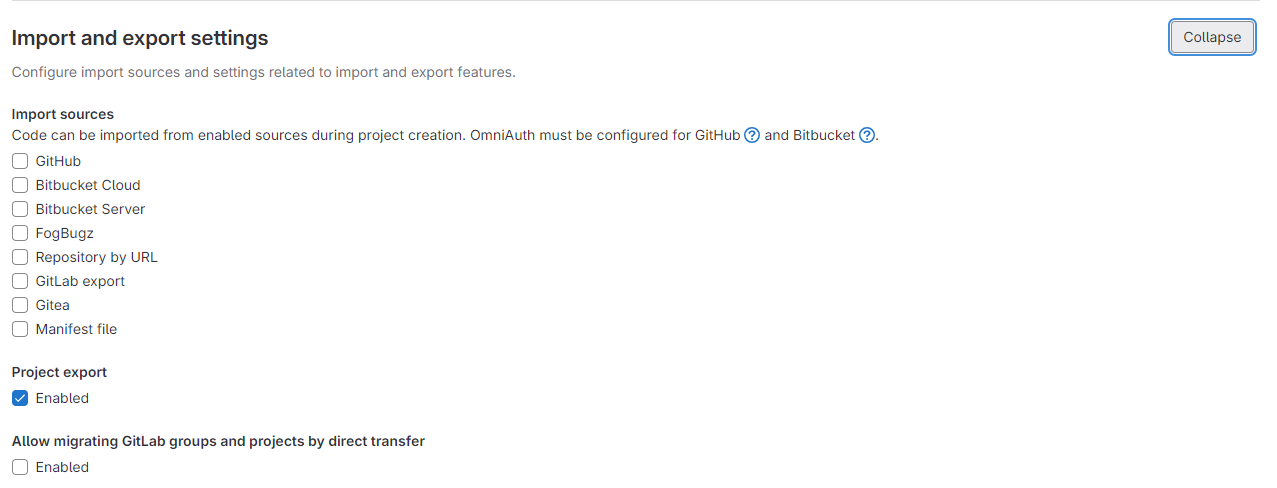 Import and export settings
Collapse
Configure import sources and settings related to import and export features.
Import sources
Code can be imported from enabled sources during project creation. OmniAuth must be configured for GitHub ? and Bitbucket ?.
GitHub
Bitbucket Cloud
Bitbucket Server
FogBugz
Repository by URL
GitLab export
Gitea
Manifest file
Project export
Enabled
Allow migrating GitLab groups and projects by direct transfer
Enabled